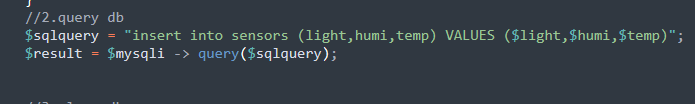 }
//2.query db
$sqlquery = "insert into sensors (light,humi,temp) VALUES ($light,$humi,$temp)";
$result = $mysqli -> query($sqlquery);